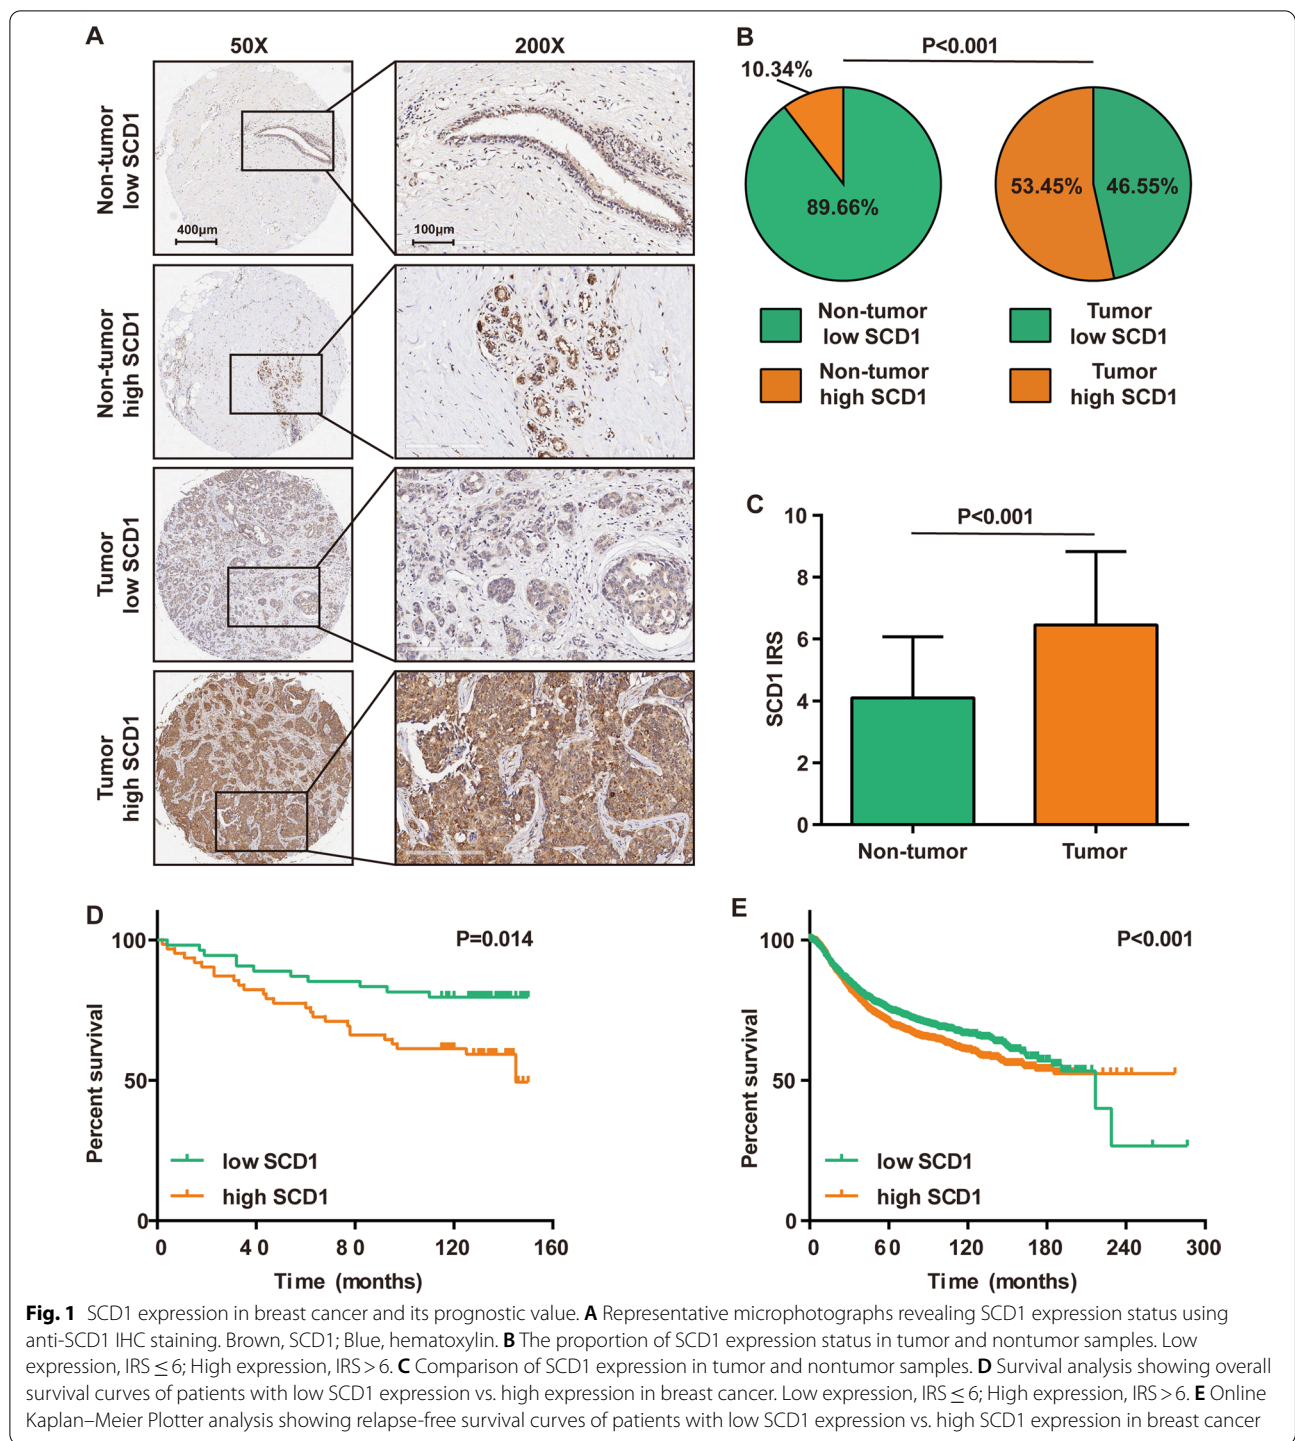 A
50X
200X
Non-tumor
low SCD1
400µm
100µm
Non-tumor
high SCD1
Tumor
low SCD1
Tumor
high SCD1
B
P<0.001
10.34%
89.66%
53.45%
46.55%
Non-tumor
low SCD1
Tumor
low SCD1
Non-tumor
high SCD1
Tumor
high SCD1
C
P<0.001
SCD1 IRS
10
8
6
4
2
0
Non-tumor
Tumor
D
P=0.014
Percent survival
100
50
0
low SCD1
high SCD1
0 40 80 120 160
Time (months)
E
P<0.001
Percent survival
100
50
0
low SCD1
high SCD1
0 60 120 180 240 300
Time (months)
Fig. 1 SCD1 expression in breast cancer and its prognostic value. A Representative microphotographs revealing SCD1 expression status using
anti-SCD1 IHC staining. Brown, SCD1; Blue, hematoxylin. B The proportion of SCD1 expression status in tumor and nontumor samples. Low
expression, IRS ≤ 6; High expression, IRS > 6. C Comparison of SCD1 expression in tumor and nontumor samples. D Survival analysis showing overall
survival curves of patients with low SCD1 expression vs. high expression in breast cancer. Low expression, IRS ≤ 6; High expression, IRS > 6. E Online
Kaplan–Meier Plotter analysis showing relapse-free survival curves of patients with low SCD1 expression vs. high SCD1 expression in breast cancer